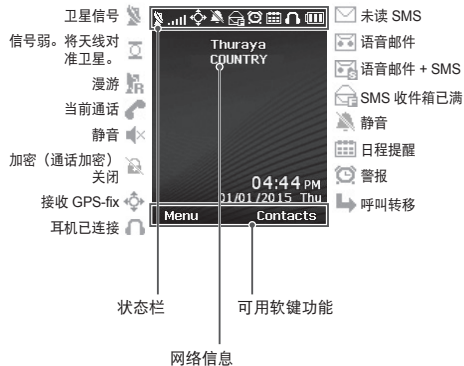 卫星信号
信号弱。将天线对
准卫星。
漫游
当前通话
静音
加密（通话加密）
关闭
接收 GPS-fix
耳机已连接
Thuraya
COUNTRY
04:44 PM
01/01/2015 Thu
Menu Contacts
未读 SMS
语音邮件
语音邮件 + SMS
SMS 收件箱已满
静音
日程提醒
警报
呼叫转移
状态栏
可用软键功能
网络信息